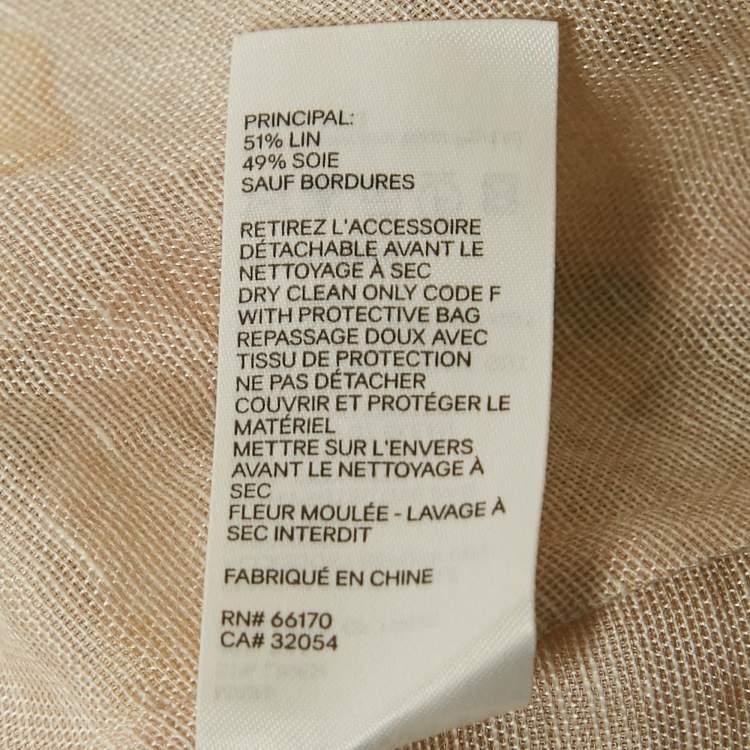 PRINCIPAL:
51% LIN
49% SOIE
SAUF BORDURES
RETIREZ L'ACCESSOIRE
DÉTACHABLE AVANT LE
NETTOYAGE À SEC
DRY CLEAN ONLY CODE F
WITH PROTECTIVE BAG
REPASSAGE DOUX AVEC
TISSU DE PROTECTION
NE PAS DÉTACHER
COUVRIR ET PROTÉGER LE
MATÉRIEL
METTRE SUR L'ENVERS
AVANT LE NETTOYAGE À
SEC
FLEUR MOULÉE - LAVAGE À
SEC INTERDIT
FABRIQUÉ EN CHINE
RN# 66170
CA# 32054